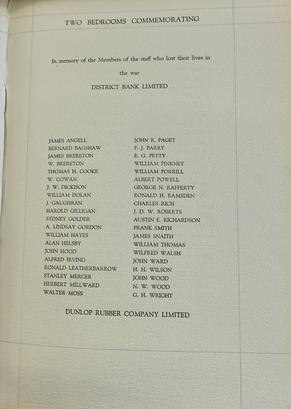 TWO BEDROOMS COMMEMORATING
In memory of the Members of the staff who lost their lives in
the war
DISTRICT BANK LIMITED
JAMES ANGELL
BERNARD BAGSHAW
JAMES BRERETON
W. BRERETON
THOMAS H. COOKE
W. COWAN
J. W. DICKISON
WILLIAM DOLAN
J. GAUGHRAN
HAROLD GILLIGAN
SYDNEY GOLDER
A. LINDSAY GORDON
WILLIAM HAYES
ALAN HELSBY
JOHN HOOD
ALFRED IRVING
RONALD LEATHERBARROW
STANLEY MERCER
HERBERT MILLWARD
WALTER MOSS
JOHN R. PAGET
F. J. PARRY
E. G. PETTY
WILLIAM PINKNEY
WILLIAM PORRILL
ALBERT POWELL
GEORGE N. RAFFERTY
RONALD H. RAMSDEN
CHARLES RICH
J. D. W. ROBERTS
AUSTIN E. RICHARDSON
FRANK SMITH
JAMES SNAITH
WILLIAM THOMAS
WILFRED WALSH
JOHN WARD
H. H. WILSON
JOHN WOOD
N. W. WOOD
G. H. WRIGHT
DUNLOP RUBBER COMPANY LIMITED